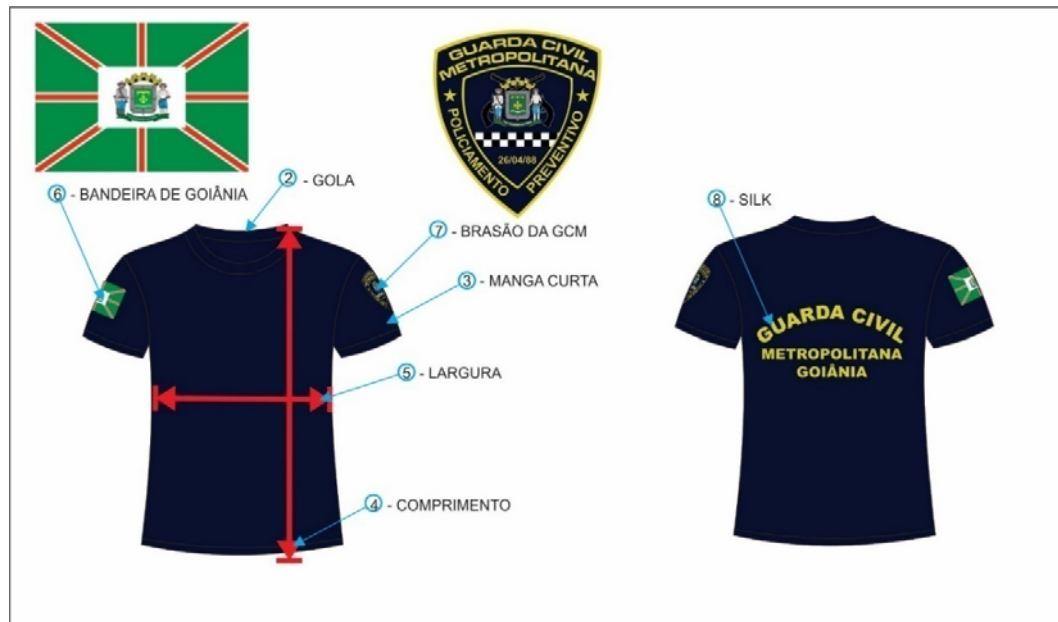 GUARDA CIVIL
METROPOLITANA
POLICIAMENTO
PREVENTIVO
26/04/88
6 - BANDEIRA DE GOIÂNIA
2 - GOLA
7 - BRASÃO DA GCM
3 - MANGA CURTA
5 - LARGURA
4 - COMPRIMENTO
8 - SILK
GUARDA CIVIL
METROPOLITANA
GOIÂNIA